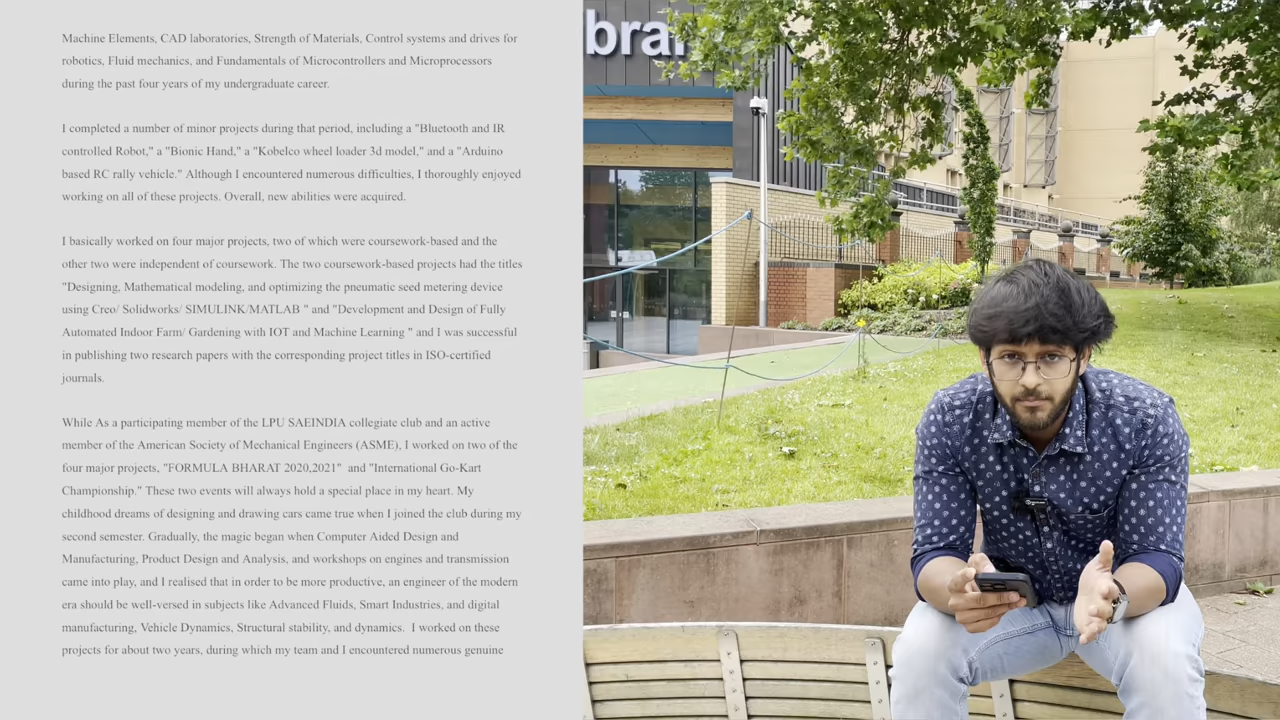 Machine Elements, CAD laboratories, Strength of Materials, Control systems and drives for
robotics, Fluid mechanics, and Fundamentals of Microcontrollers and Microprocessors
during the past four years of my undergraduate career.
I completed a number of minor projects during that period, including a "Bluetooth and IR
controlled Robot," a "Bionic Hand," a "Kobelco wheel loader 3d model," and a "Arduino
based RC rally vehicle." Although I encountered numerous difficulties, I thoroughly enjoyed
working on all of these projects. Overall, new abilities were acquired.
I basically worked on four major projects, two of which were coursework-based and the
other two were independent of coursework. The two coursework-based projects had the titles
"Designing, Mathematical modeling, and optimizing the pneumatic seed metering device
using Creo/ Solidworks/ SIMULINK/MATLAB " and "Development and Design of Fully
Automated Indoor Farm/ Gardening with IOT and Machine Learning " and I was successful
in publishing two research papers with the corresponding project titles in ISO-certified
journals.
While As a participating member of the LPU SAEINDIA collegiate club and an active
member of the American Society of Mechanical Engineers (ASME), I worked on two of the
four major projects, "FORMULA BHARAT 2020,2021"  and "International Go-Kart
Championship." These two events will always hold a special place in my heart. My
childhood dreams of designing and drawing cars came true when I joined the club during my
second semester. Gradually, the magic began when Computer Aided Design and
Manufacturing, Product Design and Analysis, and workshops on engines and transmission
came into play, and I realised that in order to be more productive, an engineer of the modern
era should be well-versed in subjects like Advanced Fluids, Smart Industries, and digital
manufacturing, Vehicle Dynamics, Structural stability, and dynamics.  I worked on these
projects for about two years, during which my team and I encountered numerous genuine
brar